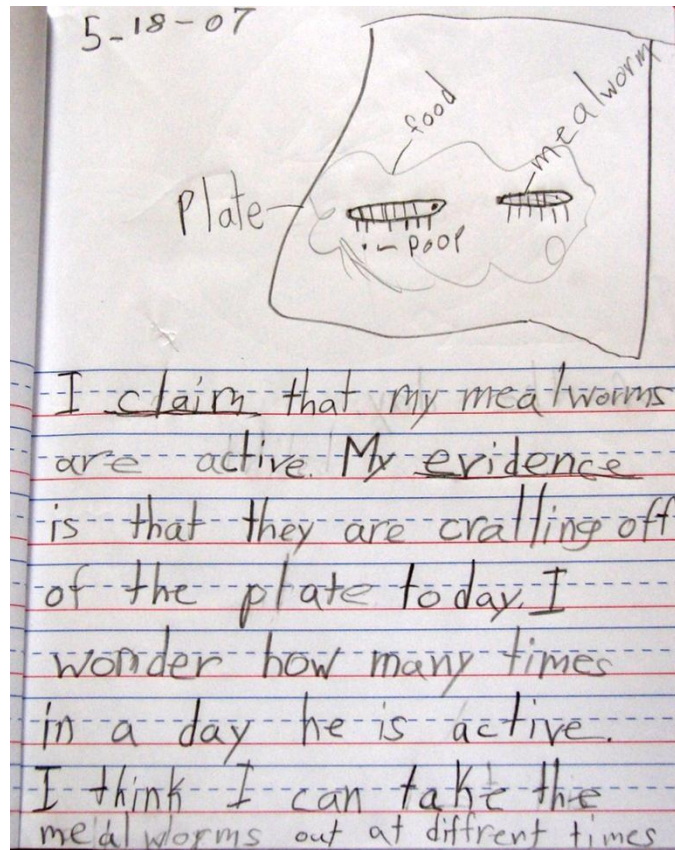 5-18-07
food
mealworm
Plate
poop
I claim that my mealworms
are active. My evidence
is that they are cralling off
of the plate today. I
wonder how many times
in a day he is active.
I think I can take the
mealworms out at diffrent times